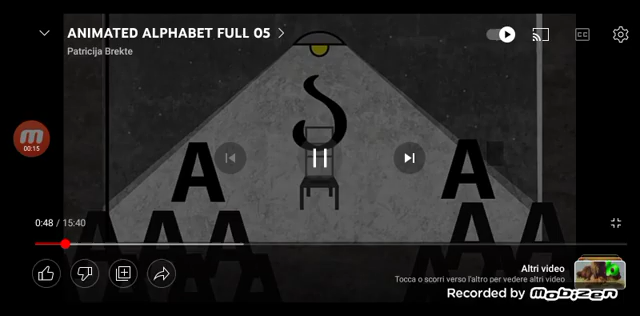 ANIMATED ALPHABET FULL 05
Patricija Brekte
CC
m
00:15
A
A
0:48 / 15:40
A A A
A A
Altri video
Tocca o scorri verso l'altro per vedere altri video
Recorded by mobizen